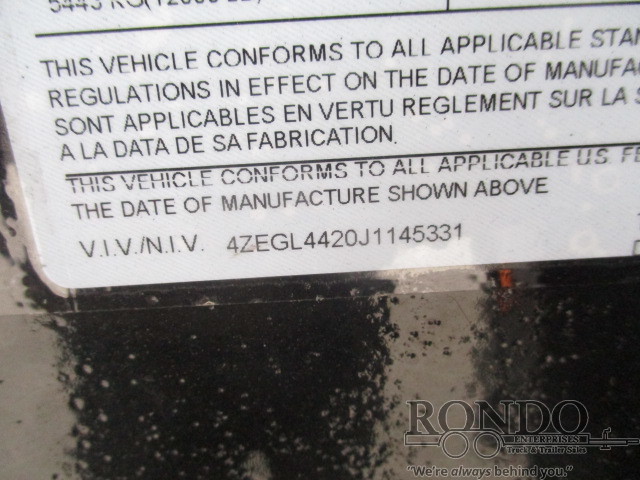 THIS VEHICLE CONFORMS TO ALL APPLICABLE STAN
REGULATIONS IN EFFECT ON THE DATE OF MANUFA
SONT APPLICABLES EN VERTU REGLEMENT SUR LA S
A LA DATA DE SA FABRICATION.
THIS VEHICLE CONFORMS TO ALL APPLICABLE U.S. FE
THE DATE OF MANUFACTURE SHOWN ABOVE
V.I.V./N.I.V. 4ZEGL4420J1145331
RONDO
ENTERPRISES
Truck & Trailer Sales
"We're always behind you."